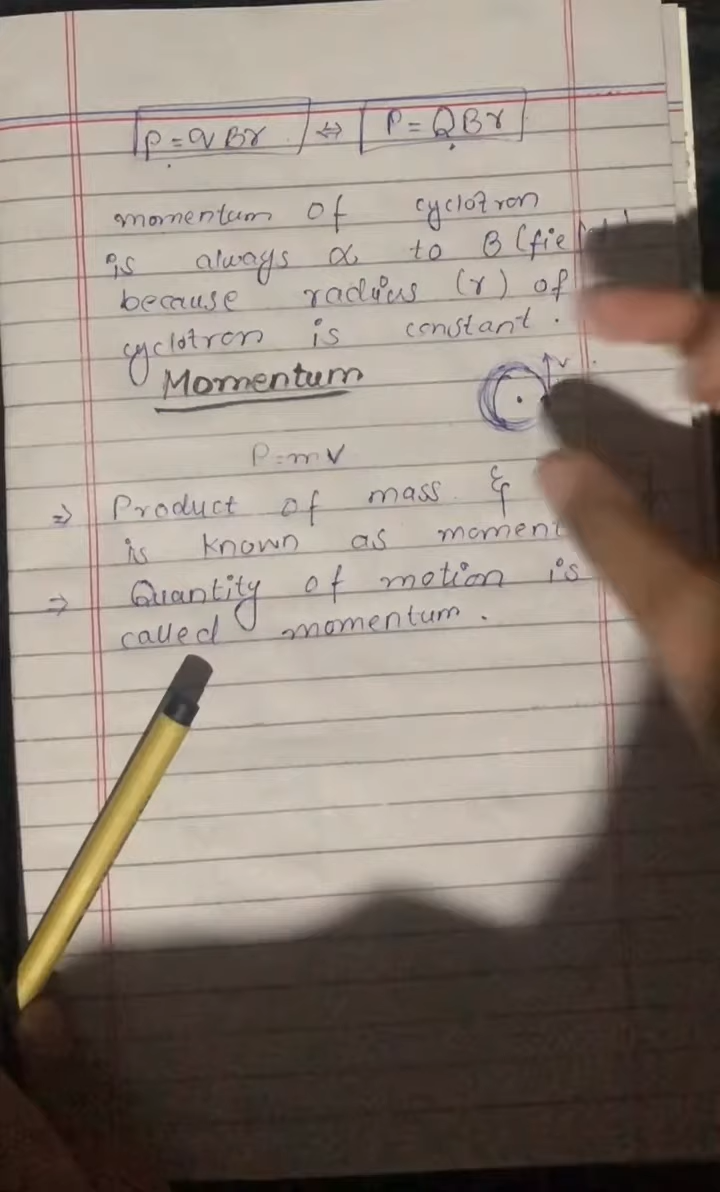 P = qBr ⇔ P = QBr
momentum of cyclotron
is always α to B (field)
because radius (r) of
cyclotron is constant.
Momentum
v
P = mv
⇒ Product of mass &
is known as
⇒ Quantity of motion is
called momentum.